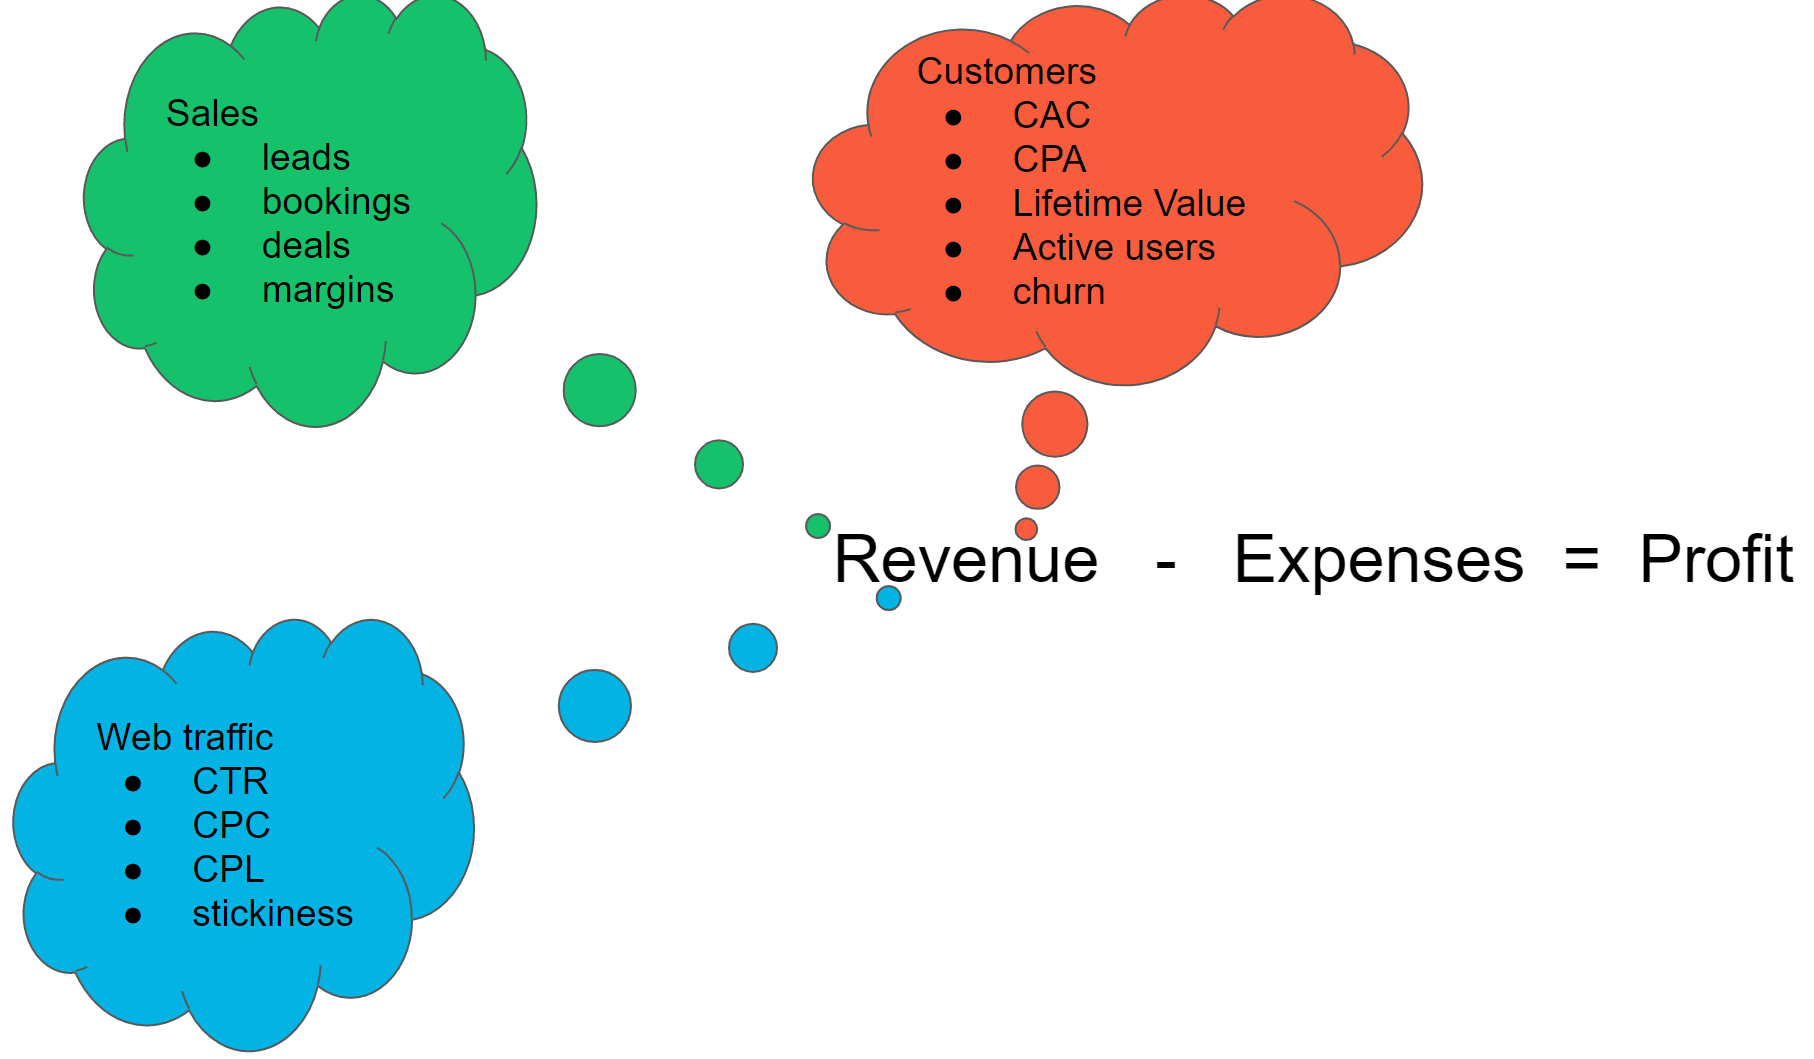 Sales
● leads
● bookings
● deals
● margins
Customers
● CAC
● CPA
● Lifetime Value
● Active users
● churn
Revenue - Expenses = Profit
Web traffic
● CTR
● CPC
● CPL
● stickiness